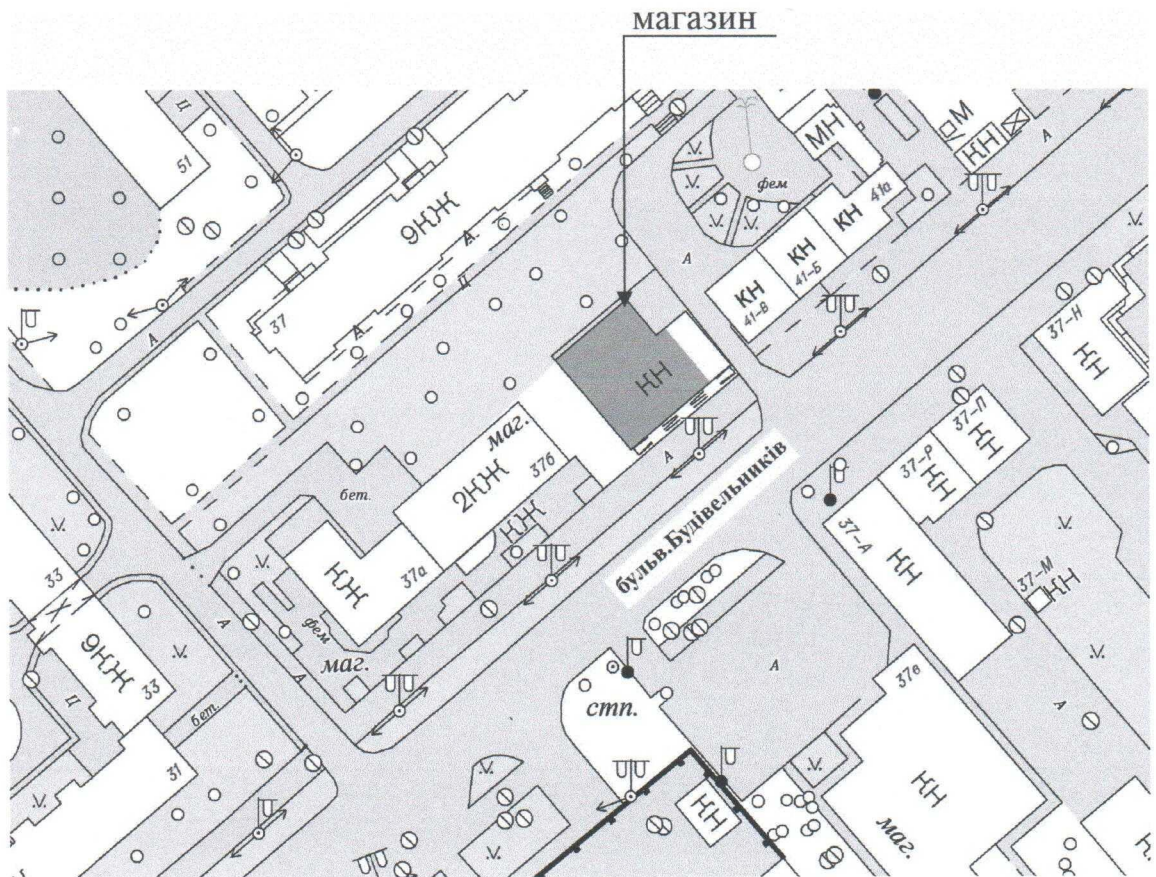 магазин
Ц
51
9КЖ
А
Ц
37
А
А
М
КН
МН
фем
А
41а
КН
КН
41-Б
КН
41-В
А
37-Н
КН
37-П
КН
37-Р
КН
37-А
КН
37-М
КН
КН
маг.
2КЖ
37б
КЖ
А
бет.
КЖ
37а
фем
маг.
А
А
бульв.Будівельників
33
9КЖ
33
Ц
бет.
31
стп.
А
37в
КН
маг.
А
КН
К.